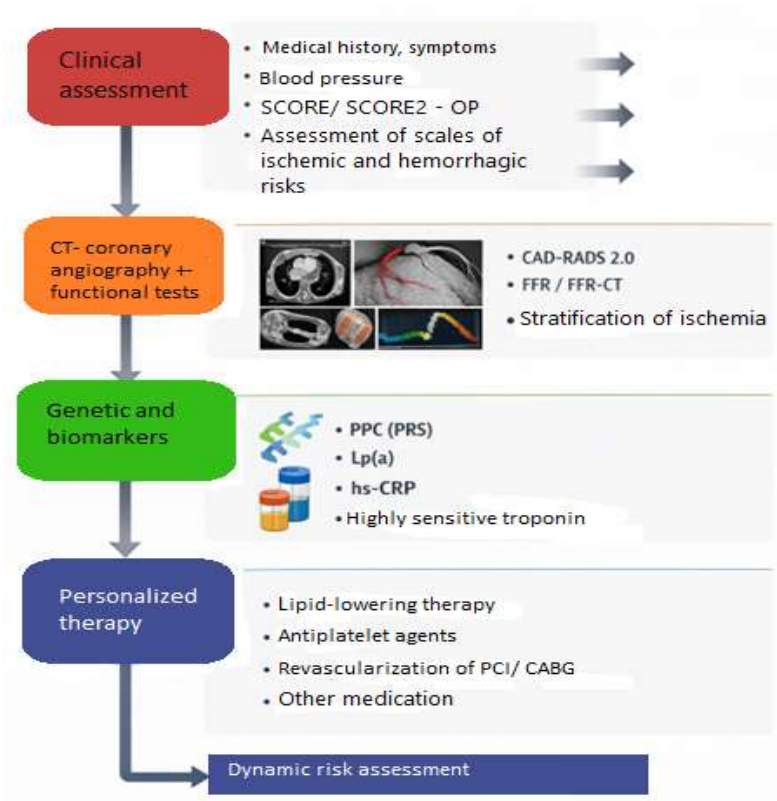 Clinical
assessment
• Medical history, symptoms
• Blood pressure
• SCORE/ SCORE2 - OP
• Assessment of scales of
ischemic and hemorrhagic
risks
CT- coronary
angiography +-
functional tests
• CAD-RADS 2.0
• FFR / FFR-CT
• Stratification of ischemia
Genetic and
biomarkers
• PPC (PRS)
• Lp(a)
• hs-CRP
• Highly sensitive troponin
Personalized
therapy
• Lipid-lowering therapy
• Antiplatelet agents
• Revascularization of PCI/ CABG
• Other medication
Dynamic risk assessment